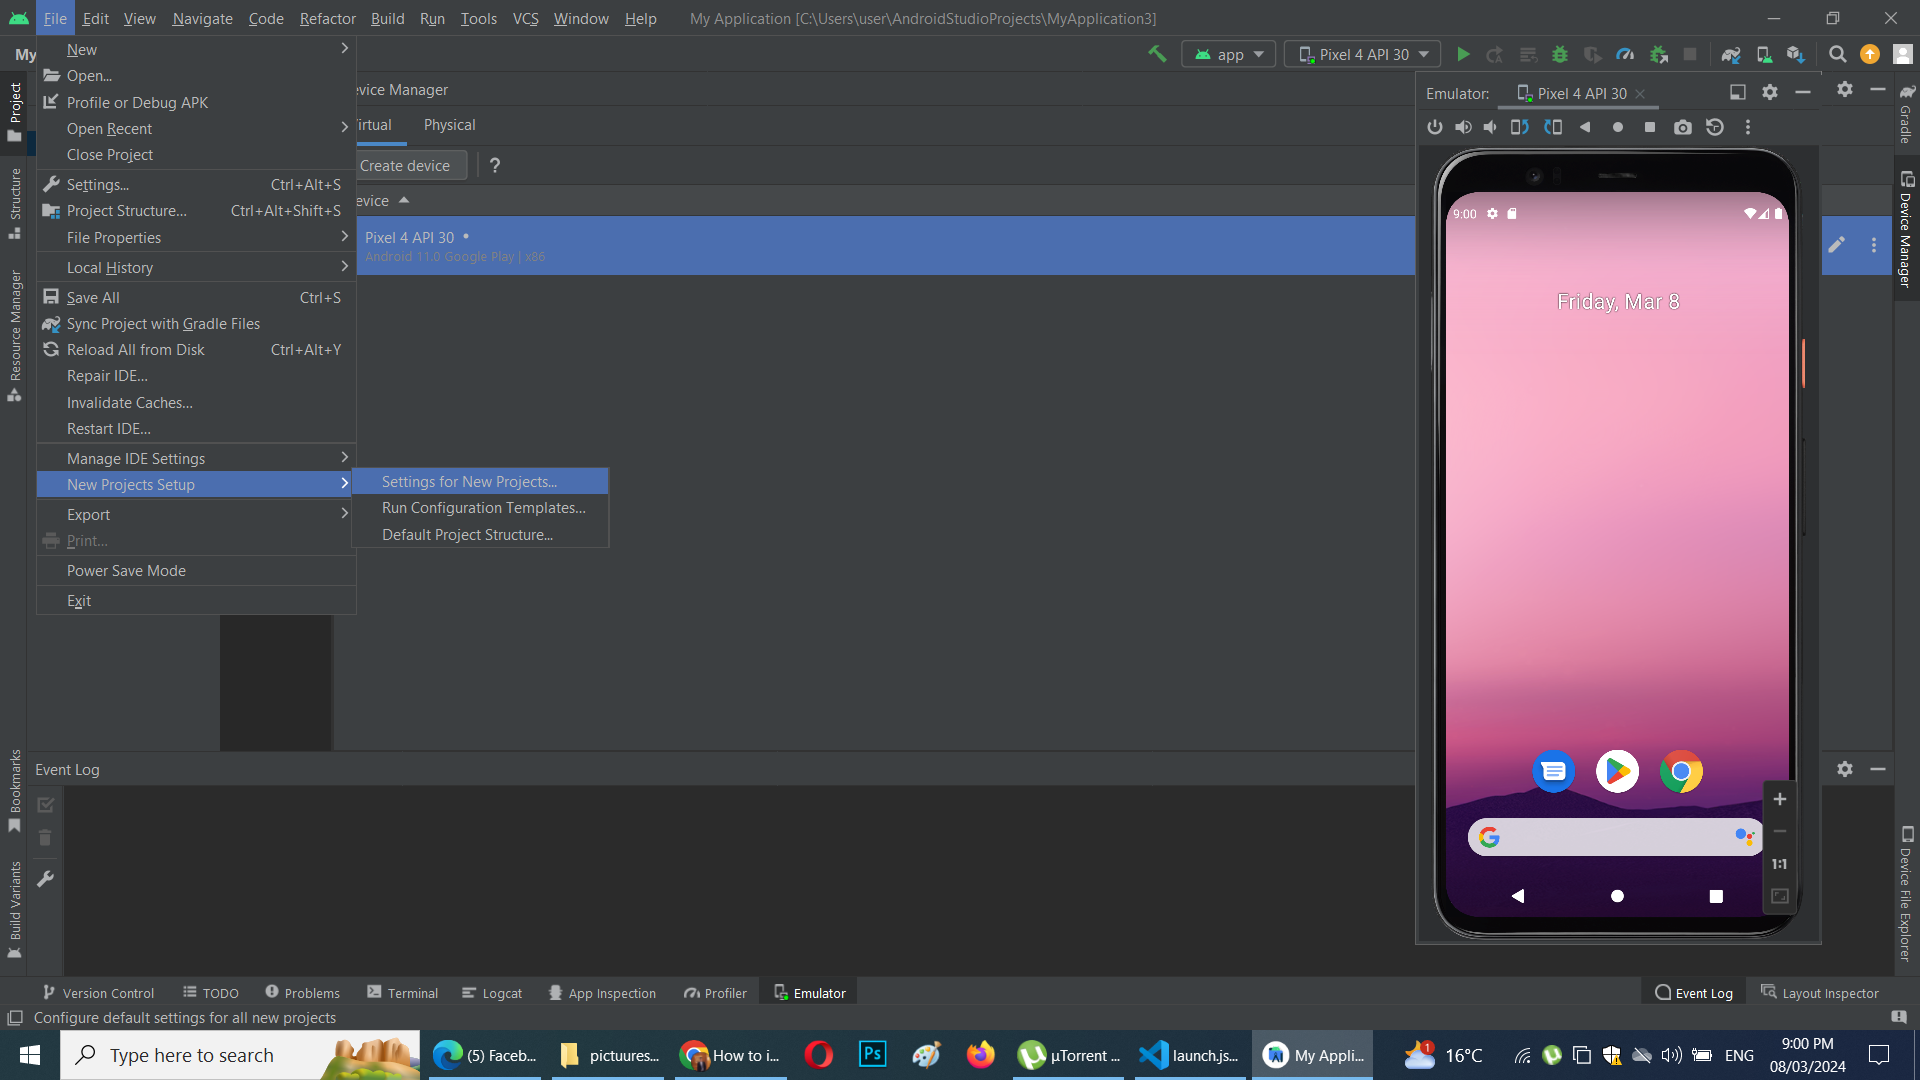 File Edit View Navigate Code Refactor Build Run Tools VCS Window Help My Application [C:\Users\user\AndroidStudioProjects\MyApplication3]
My
app
Pixel 4 API 30
New
Open...
Profile or Debug APK
Open Recent
Close Project
Settings... Ctrl+Alt+S
Project Structure... Ctrl+Alt+Shift+S
File Properties
Local History
Save All Ctrl+S
Sync Project with Gradle Files
Reload All from Disk Ctrl+Alt+Y
Repair IDE...
Invalidate Caches...
Restart IDE...
Manage IDE Settings
New Projects Setup
Export
Print...
Power Save Mode
Exit
Settings for New Projects...
Run Configuration Templates...
Default Project Structure...
evice Manager
irtual Physical
Create device ?
evice
Pixel 4 API 30
Android 11.0 Google Play | x86
Emulator: Pixel 4 API 30
9:00
Friday, Mar 8
1:1
Project
Structure
Resource Manager
Bookmarks
Build Variants
Gradle
Device Manager
Device File Explorer
Event Log
Version Control TODO Problems Terminal Logcat App Inspection Profiler Emulator Event Log Layout Inspector
Configure default settings for all new projects
Type here to search
(5) Faceb...
pictuures...
How to i...
Ps
µTorrent ...
launch.js...
My Appli...
1
16°C
ENG
9:00 PM
08/03/2024